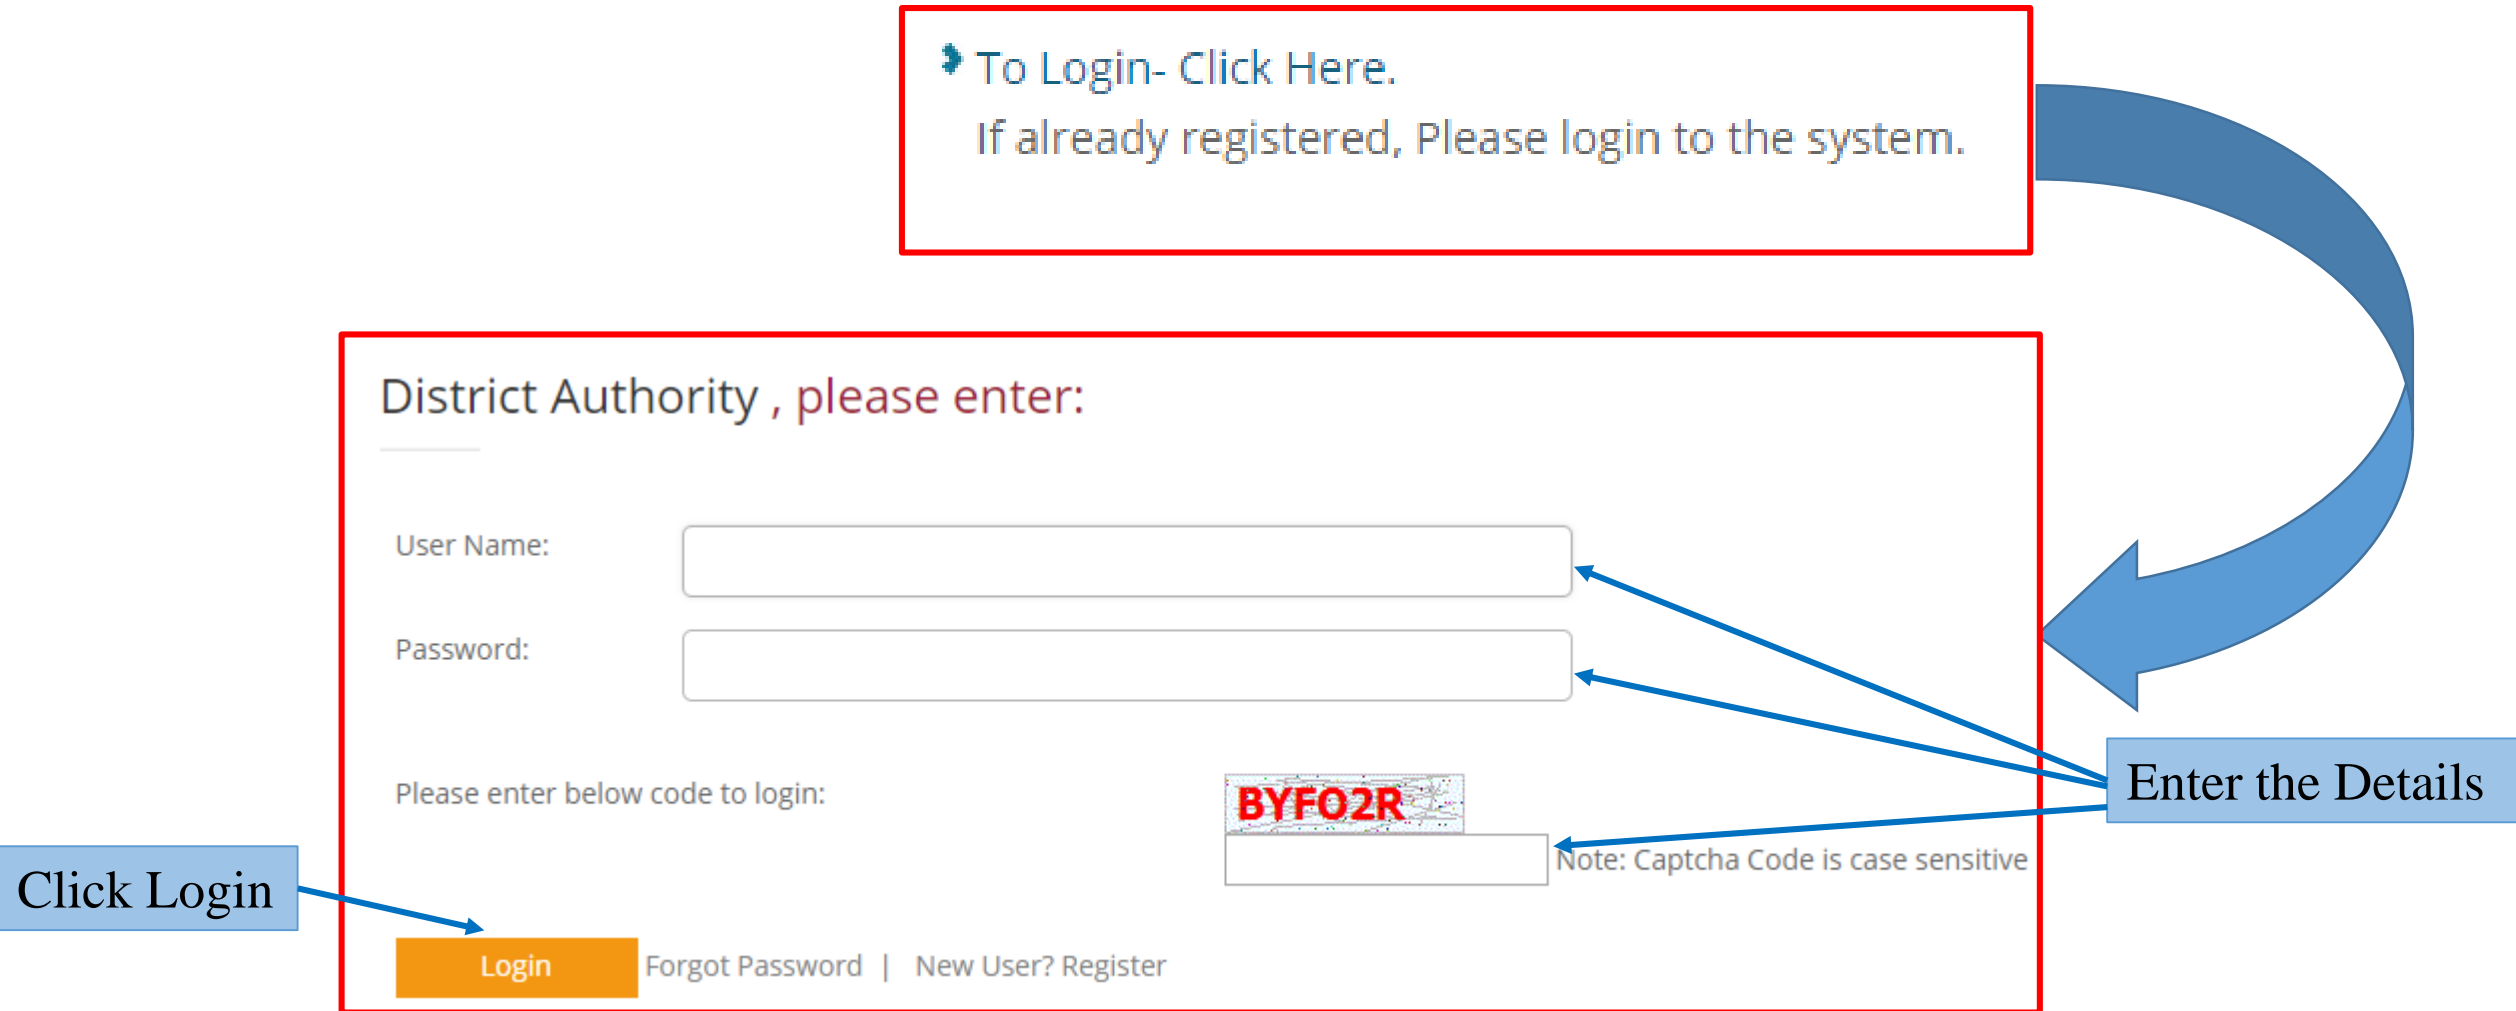 To Login- Click Here.
If already registered, Please login to the system.
District Authority , please enter:
User Name:
Password:
Please enter below code to login:
BYFO2R
Enter the Details
Note: Captcha Code is case sensitive
Click Login
Login Forgot Password | New User? Register